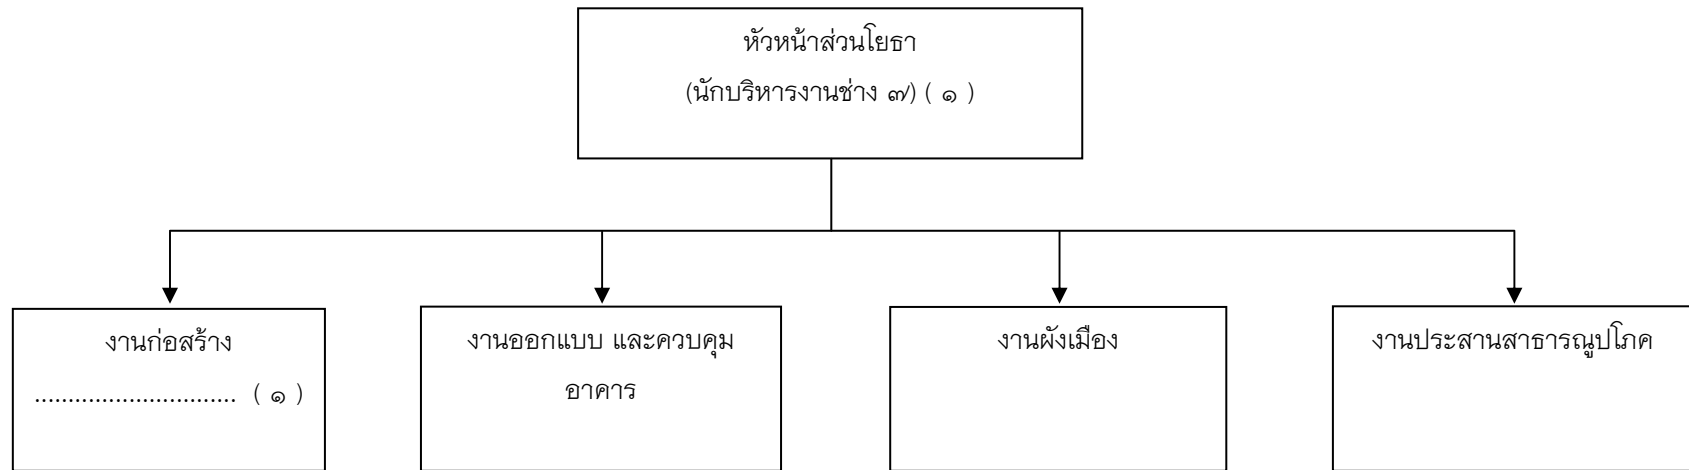 หัวหน้าส่วนโยธา
(นักบริหารงานช่าง ๗) ( ๑ )
งานก่อสร้าง
.............................. ( ๑ )
งานออกแบบ และควบคุม
อาคาร
งานผังเมือง
งานประสานสาธารณูปโภค